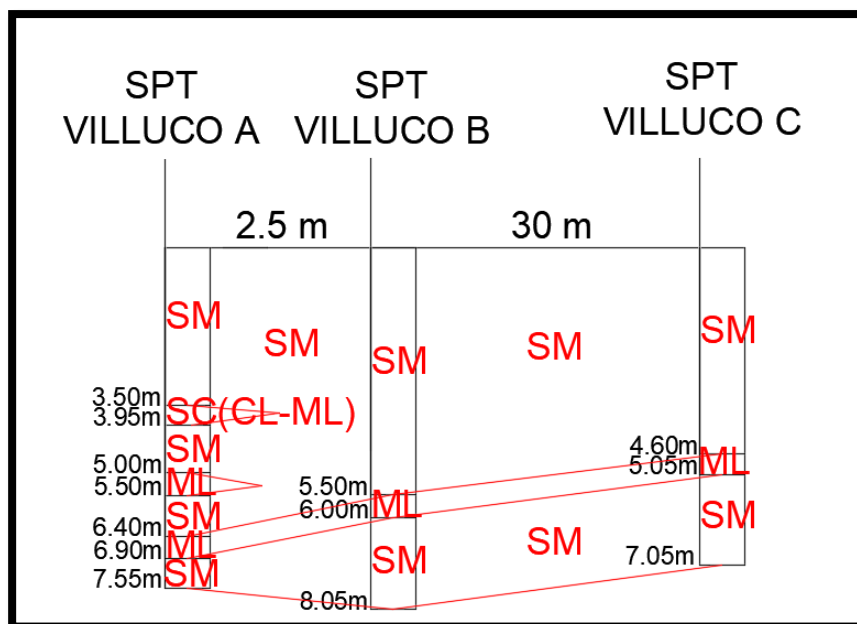 SPT
VILLUCO A
SPT
VILLUCO B
SPT
VILLUCO C
2.5 m
30 m
SM
SM
SM
SM
SM
3.50m
3.95m
SC(CL-ML)
SM
5.00m
5.50m
ML
SM
6.40m
6.90m
ML
7.55m
SM
5.50m
6.00m
ML
SM
8.05m
SM
4.60m
5.05m
ML
SM
7.05m